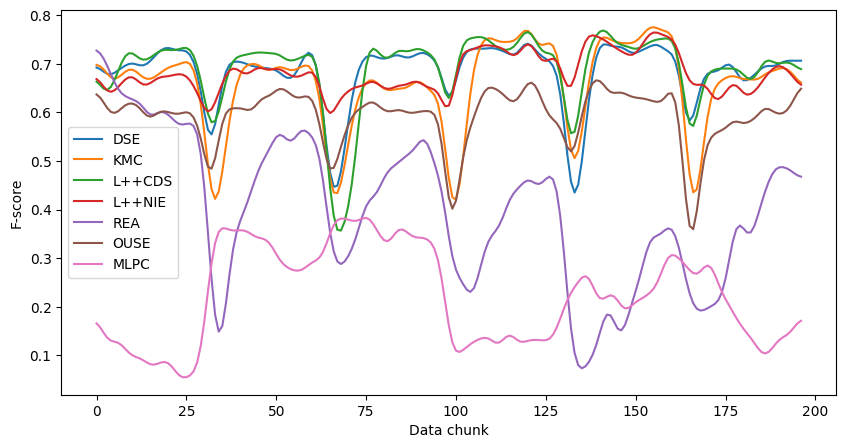 0.8
0.7
0.6
0.5
0.4
0.3
0.2
0.1
F-score
DSE
KMC
L++CDS
L++NIE
REA
OUSE
MLPC
0 25 50 75 100 125 150 175 200
Data chunk